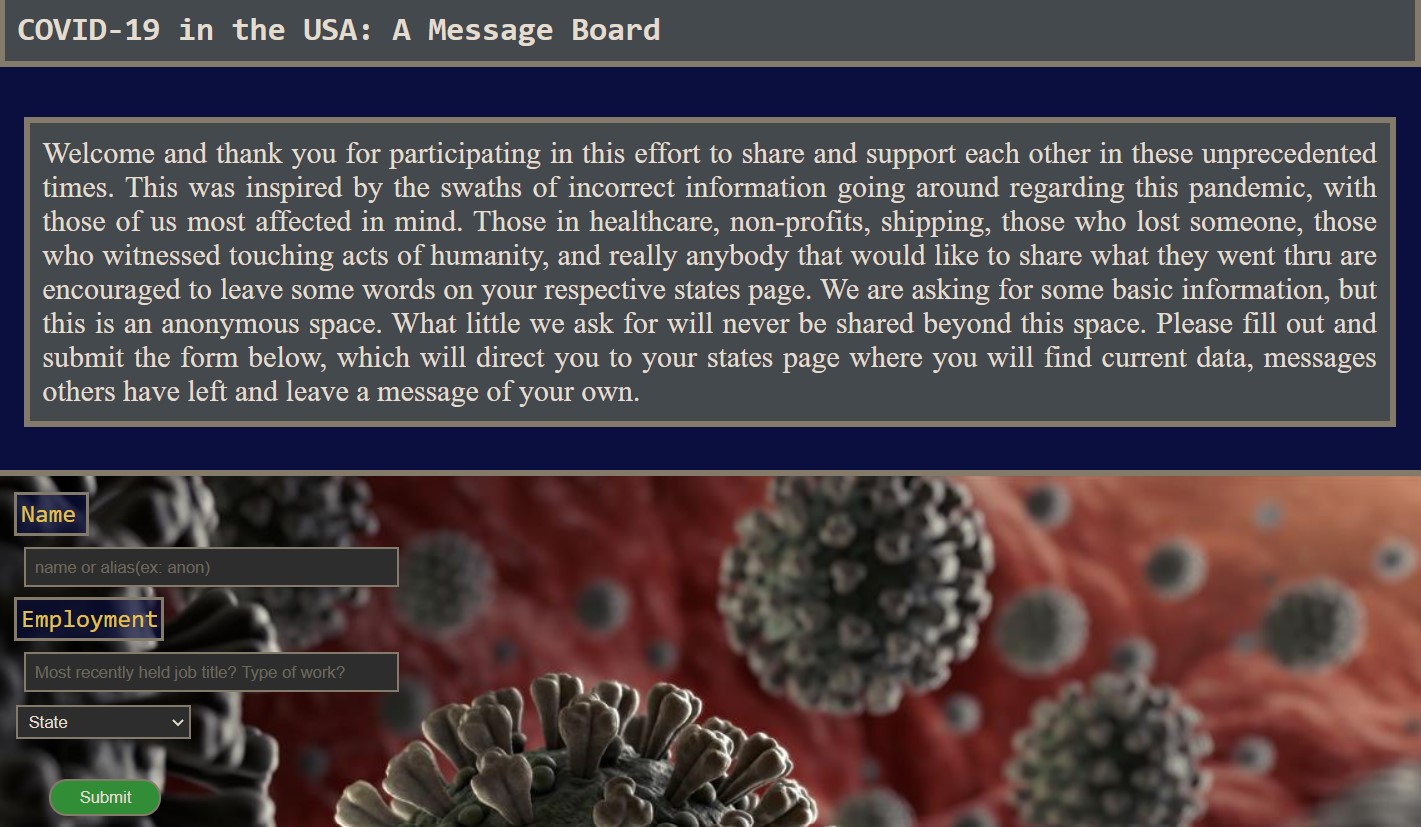 COVID-19 in the USA: A Message Board
Welcome and thank you for participating in this effort to share and support each other in these unprecedented
times. This was inspired by the swaths of incorrect information going around regarding this pandemic, with
those of us most affected in mind. Those in healthcare, non-profits, shipping, those who lost someone, those
who witnessed touching acts of humanity, and really anybody that would like to share what they went thru are
encouraged to leave some words on your respective states page. We are asking for some basic information, but
this is an anonymous space. What little we ask for will never be shared beyond this space. Please fill out and
submit the form below, which will direct you to your states page where you will find current data, messages
others have left and leave a message of your own.
Name
name or alias(ex: anon)
Employment
Most recently held job title? Type of work?
State
Submit